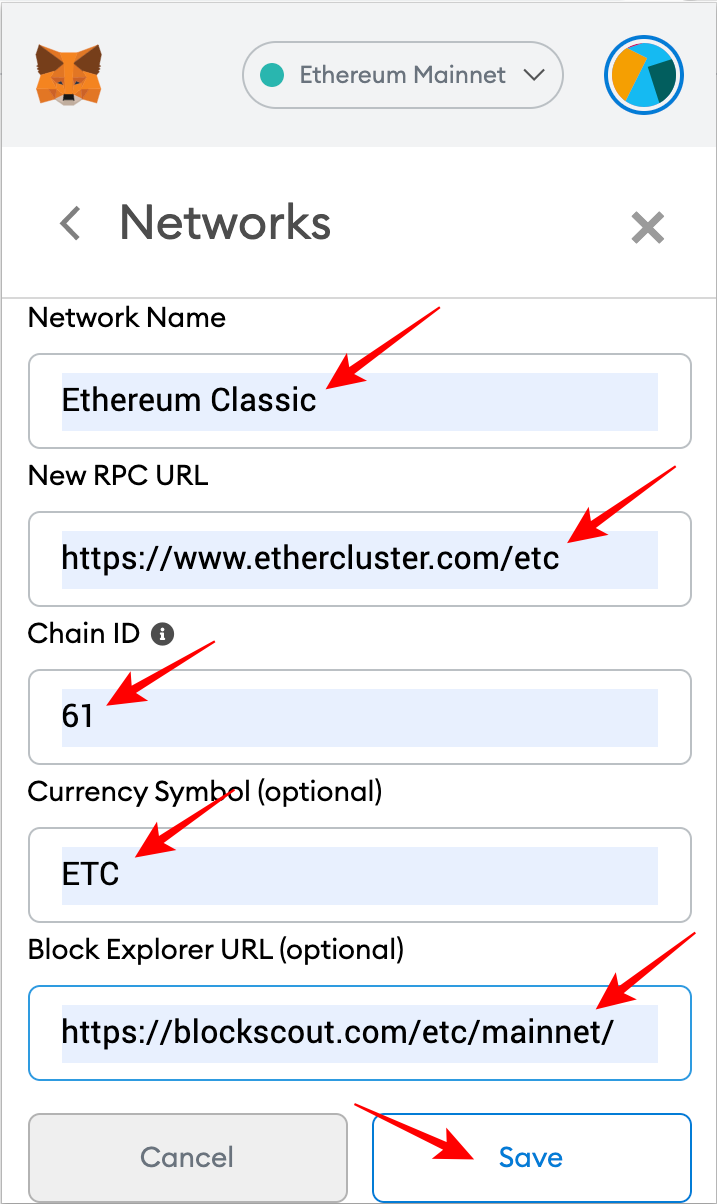 Ethereum Mainnet
Networks
Network Name
Ethereum Classic
New RPC URL
https://www.ethercluster.com/etc
Chain ID
61
Currency Symbol (optional)
ETC
Block Explorer URL (optional)
https://blockscout.com/etc/mainnet/
Cancel
Save